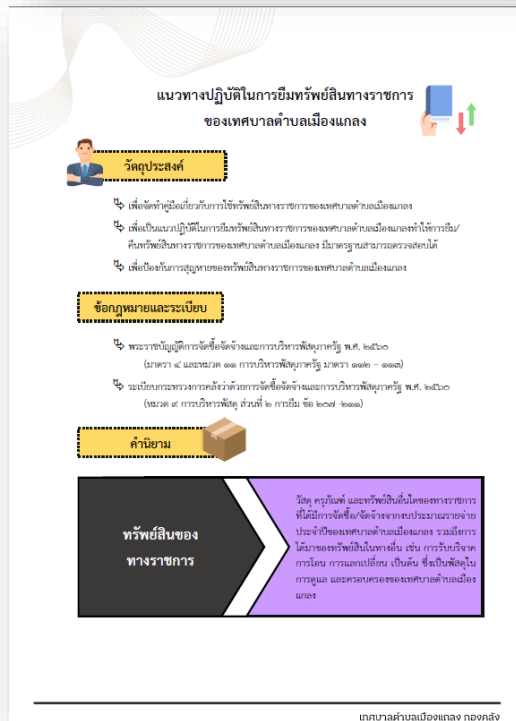 แนวทางปฏิบัติในการยืมทรัพย์สินทางราชการ
ของเทศบาลตำบลเมืองแกลง
วัตถุประสงค์
เพื่อจัดทำคู่มือเกี่ยวกับการใช้ทรัพย์สินทางราชการของเทศบาลตำบลเมืองแกลง
เพื่อเป็นแนวปฏิบัติในการยืมทรัพย์สินทางราชการของเทศบาลตำบลเมืองแกลงทำให้การยืม/
คืนทรัพย์สินทางราชการของเทศบาลตำบลเมืองแกลง มีมาตรฐานสามารถตรวจสอบได้
เพื่อป้องกันการสูญหายของทรัพย์สินทางราชการของเทศบาลตำบลเมืองแกลง
ข้อกฎหมายและระเบียบ
พระราชบัญญัติการจัดซื้อจัดจ้างและการบริหารพัสดุภาครัฐ พ.ศ. ๒๕๖๐
(มาตรา ๔ และหมวด ๑๑ การบริหารพัสดุภาครัฐ มาตรา ๑๑๒ – ๑๑๓)
ระเบียบกระทรวงการคลังว่าด้วยการจัดซื้อจัดจ้างและการบริหารพัสดุภาครัฐ พ.ศ. ๒๕๖๐
(หมวด ๙ การบริหารพัสดุ ส่วนที่ ๒ การยืม ข้อ ๒๐๗ -๒๑๑)
คำนิยาม
ทรัพย์สินของ
ทางราชการ
วัสดุ ครุภัณฑ์ และทรัพย์สินอื่นใดของทางราชการ
ที่ได้มีการจัดซื้อ/จัดจ้างจากงบประมาณรายจ่าย
ประจำปีของเทศบาลตำบลเมืองแกลง รวมถึงการ
ได้มาของทรัพย์สินในทางอื่น เช่น การรับบริจาค
การโอน การแลกเปลี่ยน เป็นต้น ซึ่งเป็นพัสดุใน
การดูแล และครอบครองของเทศบาลตำบลเมือง
แกลง
เทศบาลตำบลเมืองแกลง กองคลัง